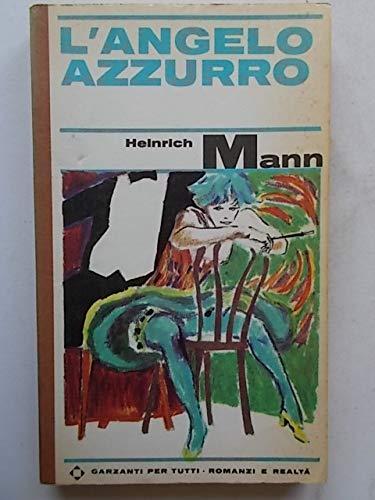 L'ANGELO
AZZURRO
Heinrich Mann
GARZANTI PER TUTTI · ROMANZI E REALTÀ